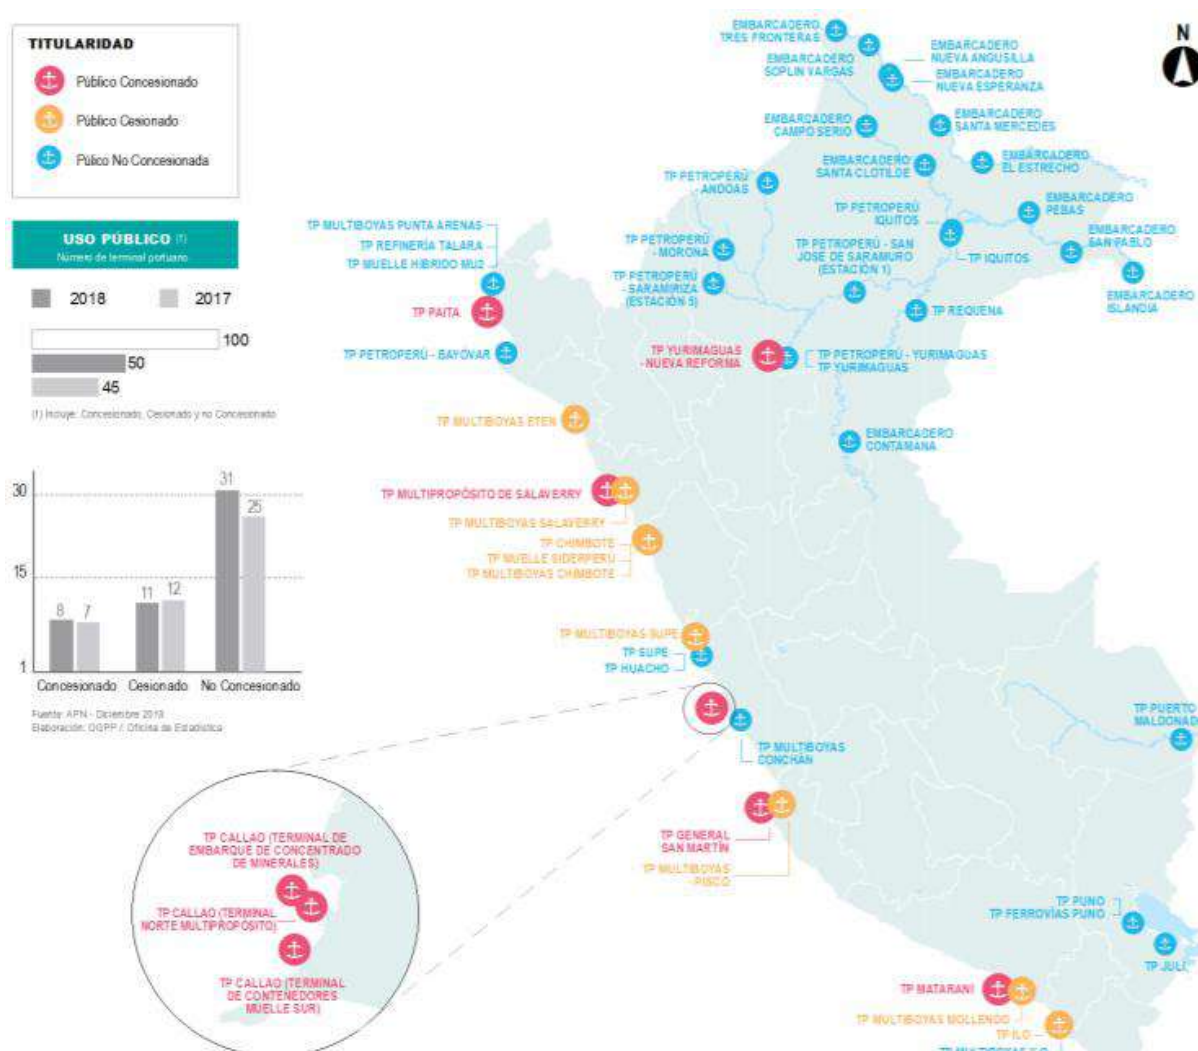 TITULARIDAD
Público Concesionado
Público Cesionado
Púlico No Concesionada
USO PÚBLICO (1)
Número de terminal portuario
2018
2017
100
50
45
(1) Incluye: Concesionado, Cesionado y no Concesionado
30
15
1
8
7
11
12
31
25
Concesionado
Cesionado
No Concesionado
Elaboración: OGPP / Oficina de Estadística
N
EMBARCADERO
TRES FRONTERAS
EMBARCADERO
SOPLIN VARGAS
EMBARCADERO
NUEVA ANGUSILLA
EMBARCADERO
NUEVA ESPERANZA
EMBARCADERO
CAMPO SERIO
EMBARCADERO
SANTA MERCEDES
EMBARCADERO
SANTA CLOTILDE
EMBARCADERO
EL ESTRECHO
TP PETROPERÚ
- ANDOAS
TP PETROPERÚ
IQUITOS
EMBARCADERO
PEBAS
EMBARCADERO
SAN PABLO
TP MULTIBOYAS PUNTA ARENAS
TP REFINERÍA TALARA
TP MUELLE HÍBRIDO MU2
TP PETROPERÚ
- MORONA
TP PETROPERÚ - SAN
JOSE DE SARAMURO
(ESTACIÓN 1)
TP IQUITOS
TP PETROPERÚ
- SARAMIRIZA
(ESTACIÓN 5)
EMBARCADERO
ISLANDIA
TP PAITA
TP REQUENA
TP PETROPERÚ - BAYÓVAR
TP YURIMAGUAS
- NUEVA REFORMA
TP PETROPERÚ - YURIMAGUAS
TP YURIMAGUAS
TP MULTIBOYAS ETEN
EMBARCADERO
CONTAMANA
TP MULTIPROPÓSITO DE SALAVERRY
TP MULTIBOYAS SALAVERRY
TP CHIMBOTE
TP MUELLE SIDERPERÚ
TP MULTIBOYAS CHIMBOTE
TP MULTIBOYAS SUPE
TP SUPE
TP HUACHO
TP MULTIBOYAS
CONCHÁN
TP PUERTO
MALDONAD
TP GENERAL
SAN MARTÍN
TP MULTIBOYAS
- PISCO
TP CALLAO (TERMINAL DE
EMBARQUE DE CONCENTRADO
DE MINERALES)
TP CALLAO (TERMINAL
NORTE MULTIPROPÓSITO)
TP CALLAO (TERMINAL
DE CONTENEDORES
MUELLE SUR)
TP PUNO
TP FERROVÍAS PUNO
TP JULI
TP MATARANI
TP MULTIBOYAS MOLLENDO
TP ILO
TP MULTIBOYAS ILO